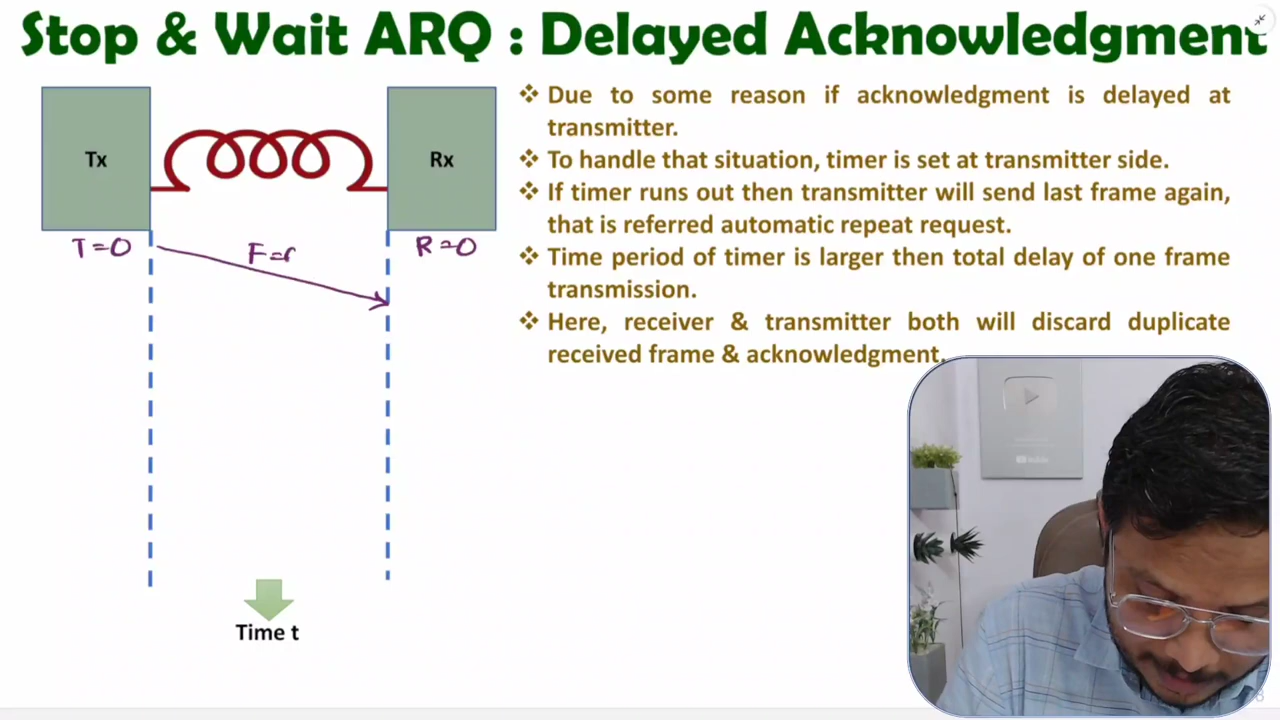 Stop & Wait ARQ : Delayed Acknowledgment
Tx
Rx
T=0
F=
R=0
❖ Due to some reason if acknowledgment is delayed at
transmitter.
❖ To handle that situation, timer is set at transmitter side.
❖ If timer runs out then transmitter will send last frame again,
that is referred automatic repeat request.
❖ Time period of timer is larger then total delay of one frame
transmission.
❖ Here, receiver & transmitter both will discard duplicate
received frame & acknowledgment.
Time t